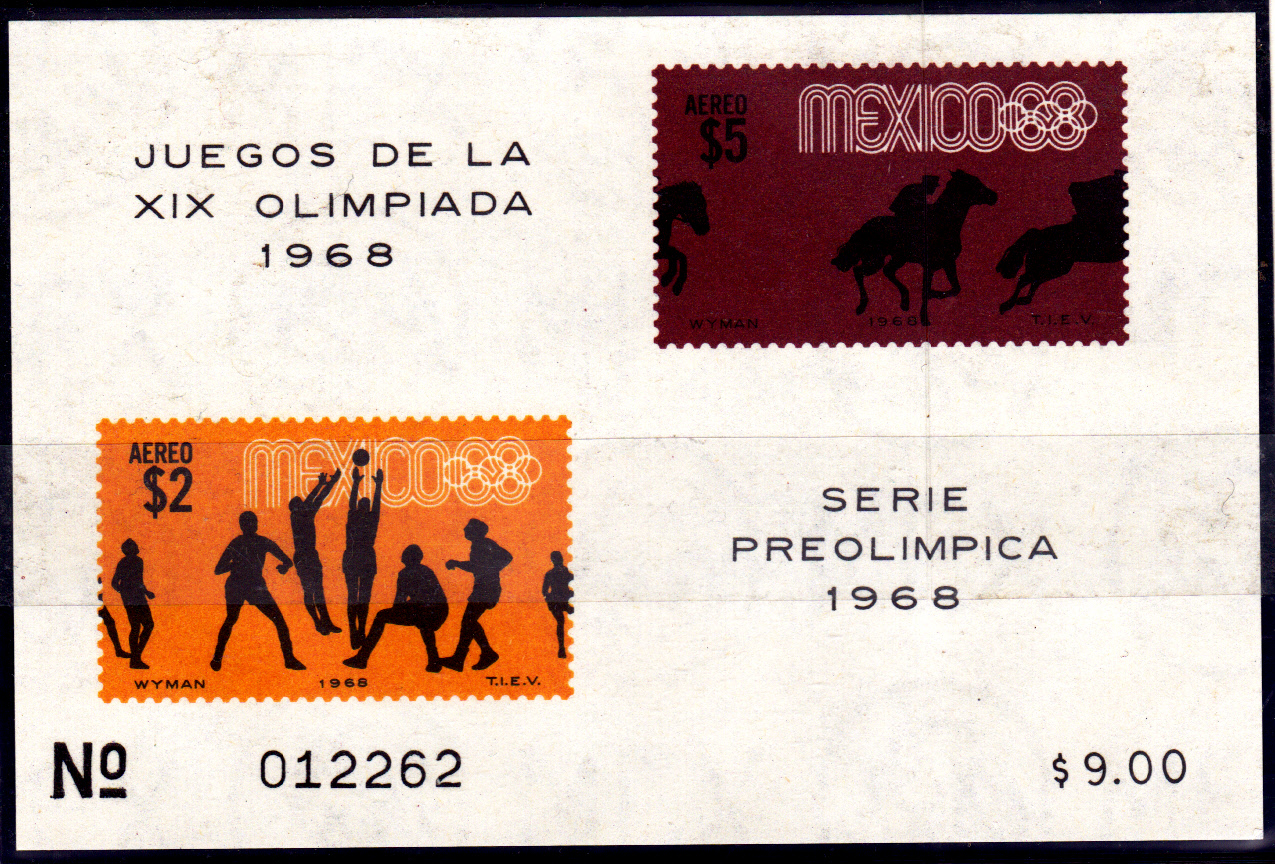 JUEGOS DE LA
XIX OLIMPIADA
1968
AEREO
$5
MEXICO68
WYMAN 1968 T.I.E.V.
AEREO
$2
MEXICO68
WYMAN 1968 T.I.E.V.
SERIE
PREOLIMPICA
1968
Nº 012262 $9.00